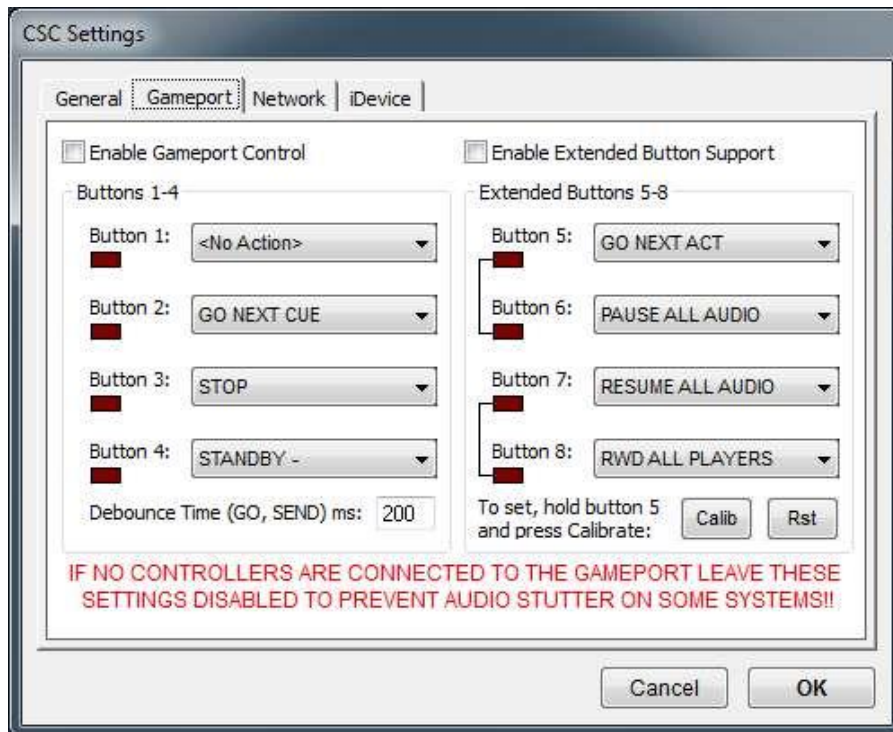 CSC Settings
General Gameport Network iDevice
Enable Gameport Control
Enable Extended Button Support
Buttons 1-4
Button 1: <No Action>
Button 2: GO NEXT CUE
Button 3: STOP
Button 4: STANDBY -
Debounce Time (GO, SEND) ms: 200
Extended Buttons 5-8
Button 5: GO NEXT ACT
Button 6: PAUSE ALL AUDIO
Button 7: RESUME ALL AUDIO
Button 8: RWD ALL PLAYERS
To set, hold button 5
and press Calibrate:
Calib Rst
IF NO CONTROLLERS ARE CONNECTED TO THE GAMEPORT LEAVE THESE
SETTINGS DISABLED TO PREVENT AUDIO STUTTER ON SOME SYSTEMS!!
Cancel OK